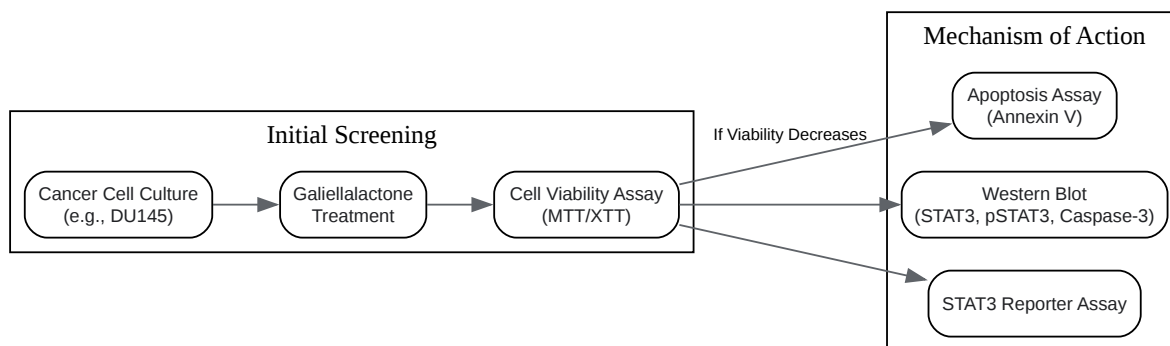 Initial Screening
Cancer Cell Culture
(e.g., DU145)
Galiellalactone
Treatment
Cell Viability Assay
(MTT/XTT)
If Viability Decreases
Mechanism of Action
Apoptosis Assay
(Annexin V)
Western Blot
(STAT3, pSTAT3, Caspase-3)
STAT3 Reporter Assay